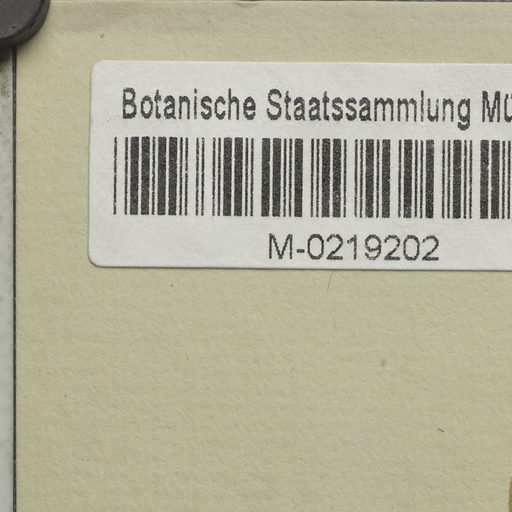 Botanische Staatssammlung Mü
M-0219202